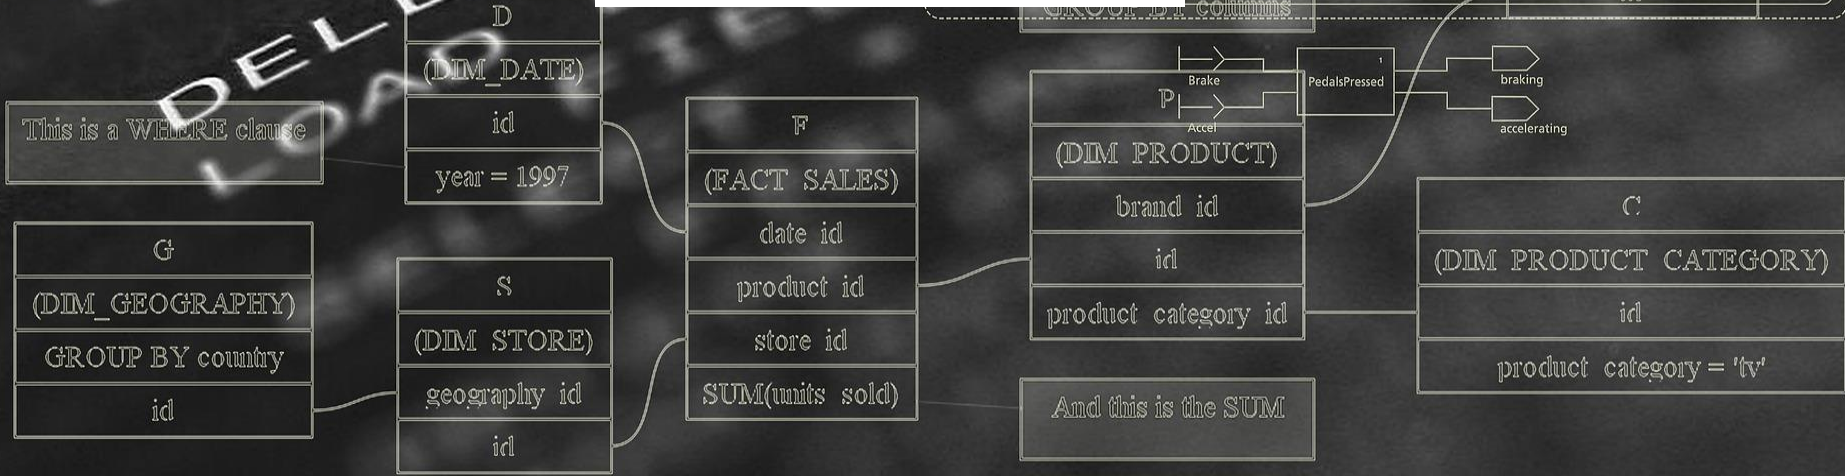 D
(DIM_DATE)
id
year = 1997
This is a WHERE clause
G
(DIM_GEOGRAPHY)
GROUP BY country
id
S
(DIM_STORE)
geography_id
id
F
(FACT_SALES)
date_id
product_id
store_id
SUM(units_sold)
GROUP BY columns
P
(DIM_PRODUCT)
brand_id
id
product_category_id
And this is the SUM
Brake
Accel
1
PedalsPressed
braking
accelerating
C
(DIM_PRODUCT_CATEGORY)
id
product_category = 'tv'
LOAD